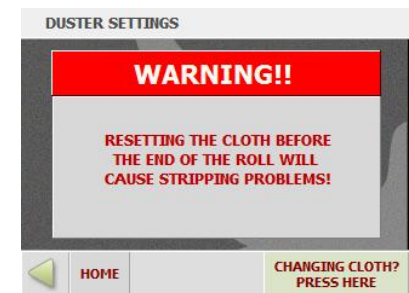 DUSTER SETTINGS
WARNING!!
RESETTING THE CLOTH BEFORE
THE END OF THE ROLL WILL
CAUSE STRIPPING PROBLEMS!
HOME
CHANGING CLOTH?
PRESS HERE